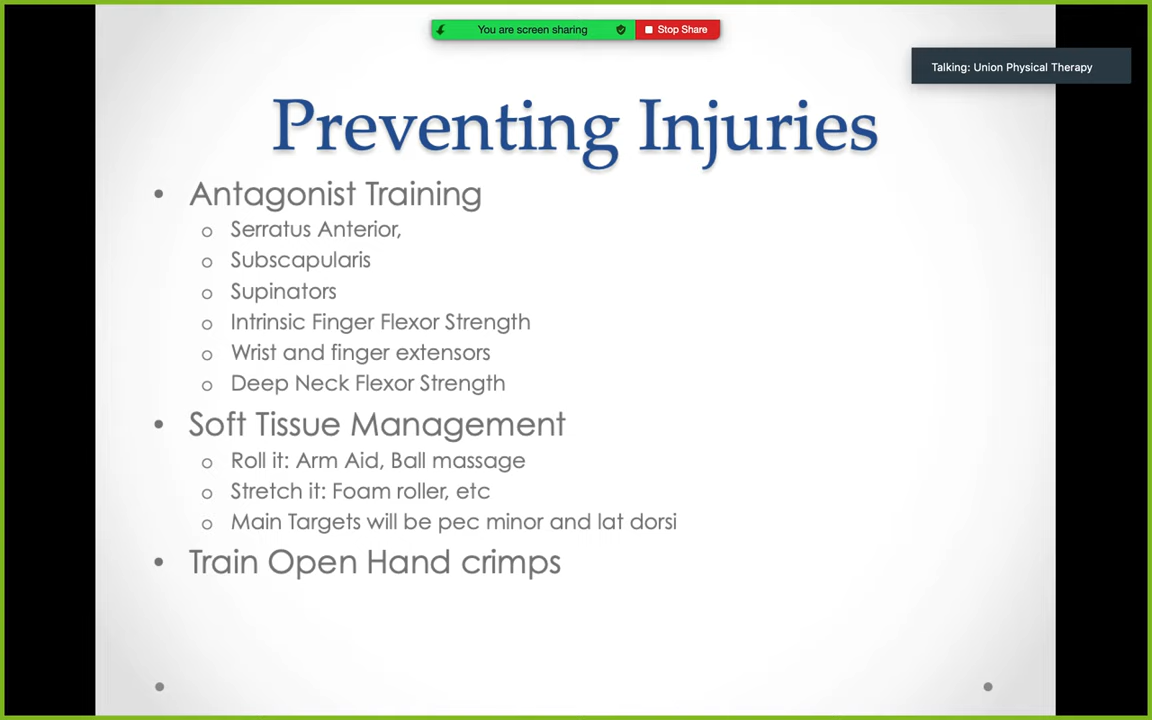 You are screen sharing
Stop Share
Talking: Union Physical Therapy
Preventing Injuries
• Antagonist Training
o Serratus Anterior,
o Subscapularis
o Supinators
o Intrinsic Finger Flexor Strength
o Wrist and finger extensors
o Deep Neck Flexor Strength
• Soft Tissue Management
o Roll it: Arm Aid, Ball massage
o Stretch it: Foam roller, etc
o Main Targets will be pec minor and lat dorsi
• Train Open Hand crimps